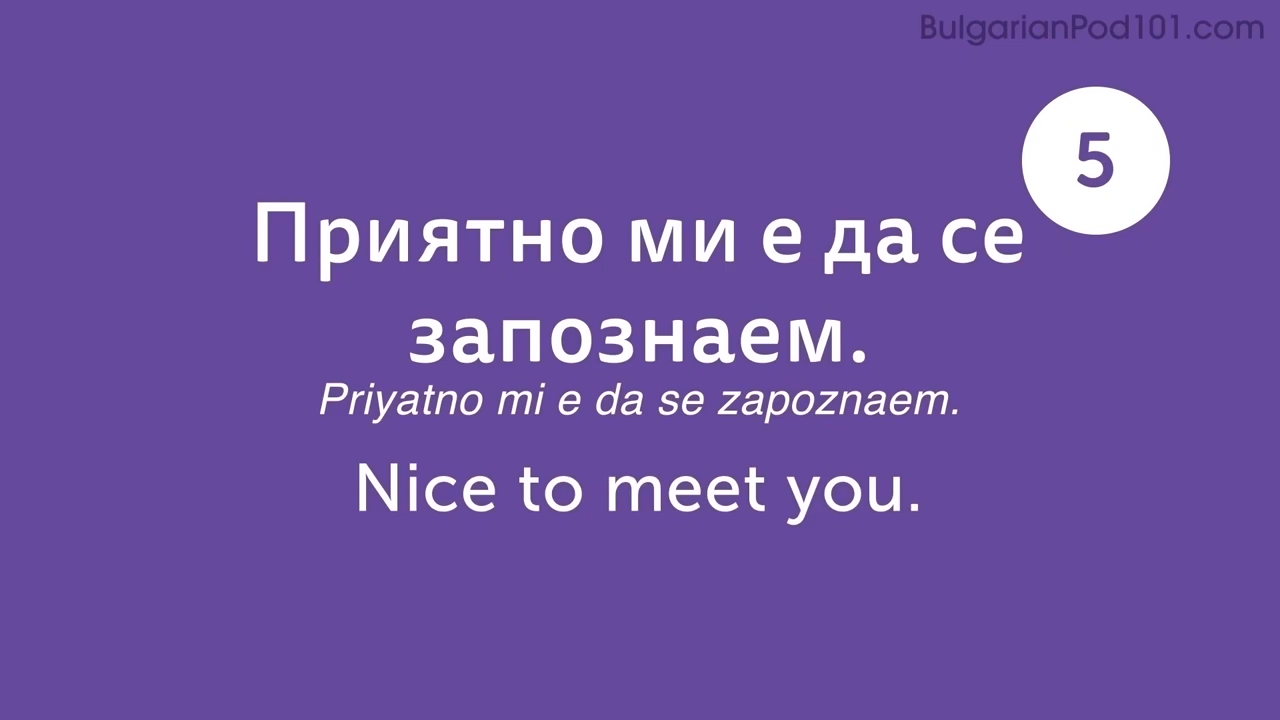 BulgarianPod101.com
5
Приятно ми е да се
запознаем.
Priyatno mi e da se zapoznaem.
Nice to meet you.